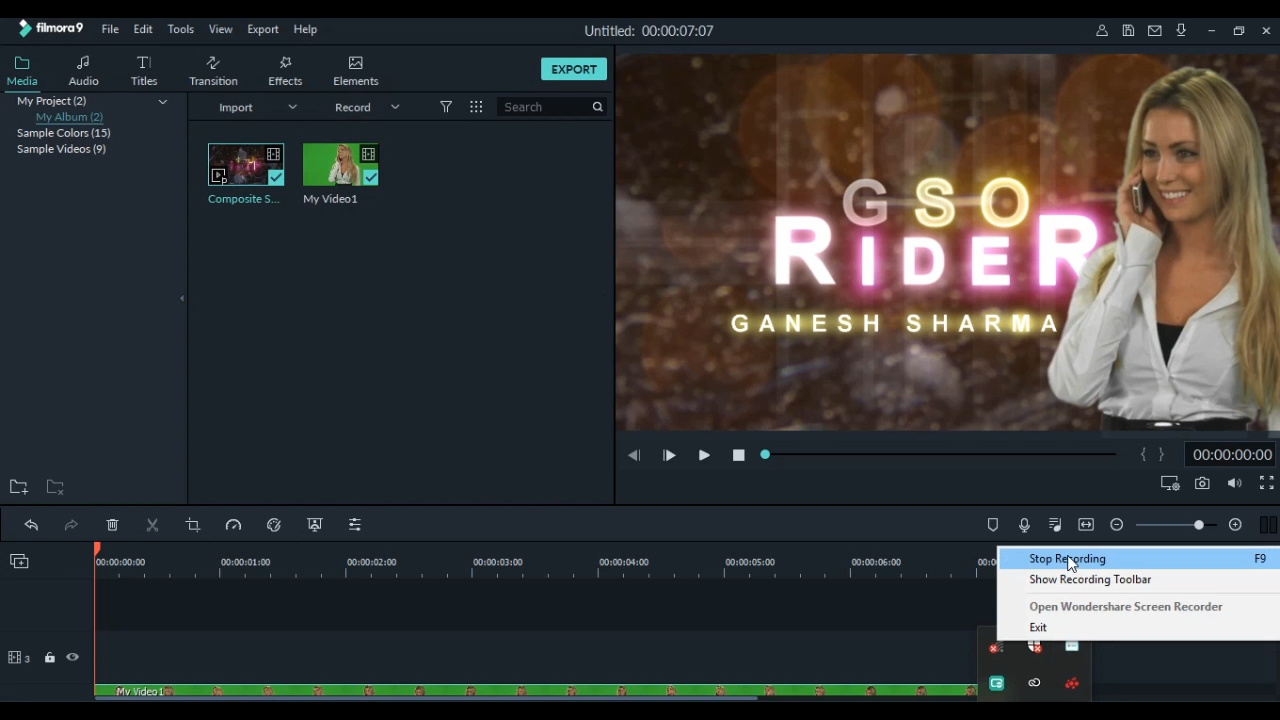 filmora9 File Edit Tools View Export Help Untitled: 00:00:07:07
Media Audio Titles Transition Effects Elements EXPORT
My Project (2) Import Record Search
My Album (2)
Sample Colors (15)
Sample Videos (9)
Composite S... My Video1
GSO
RIDER
GANESH SHARMA
00:00:00:00
00:00:00:00 00:00:01:00 00:00:02:00 00:00:03:00 00:00:04:00 00:00:05:00 00:00:06:00 00:0
Stop Recording F9
Show Recording Toolbar
Open Wondershare Screen Recorder
Exit
3
My Video1